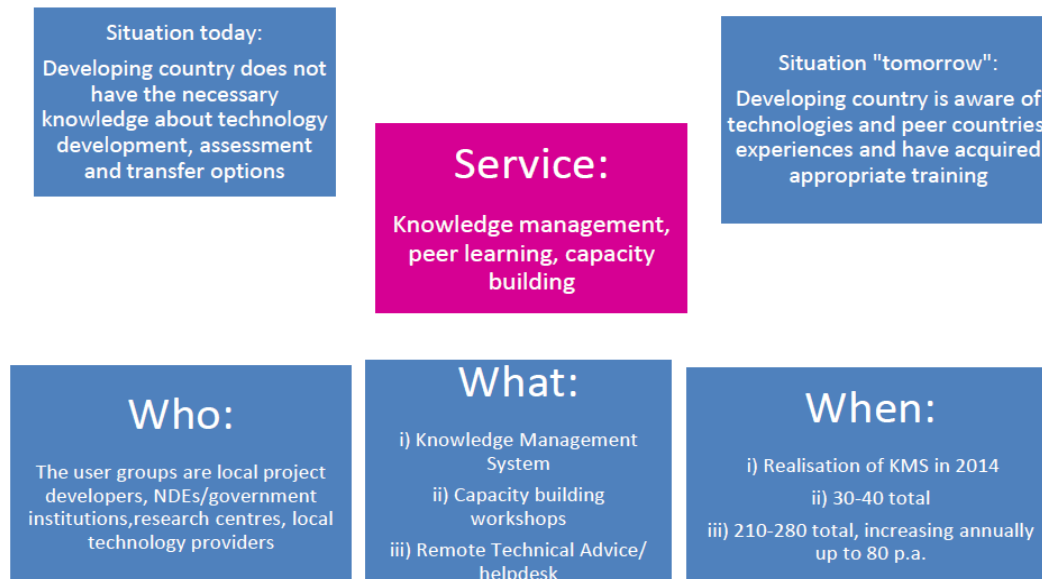 Situation today:
Developing country does not
have the necessary
knowledge about technology
development, assessment
and transfer options
Service:
Knowledge management,
peer learning, capacity
building
Situation "tomorrow":
Developing country is aware of
technologies and peer countries
experiences and have acquired
appropriate training
Who:
The user groups are local project
developers, NDEs/government
institutions,research centres, local
technology providers
What:
i) Knowledge Management
System
ii) Capacity building
workshops
iii) Remote Technical Advice/
helpdesk
When:
i) Realisation of KMS in 2014
ii) 30-40 total
iii) 210-280 total, increasing annually
up to 80 p.a.